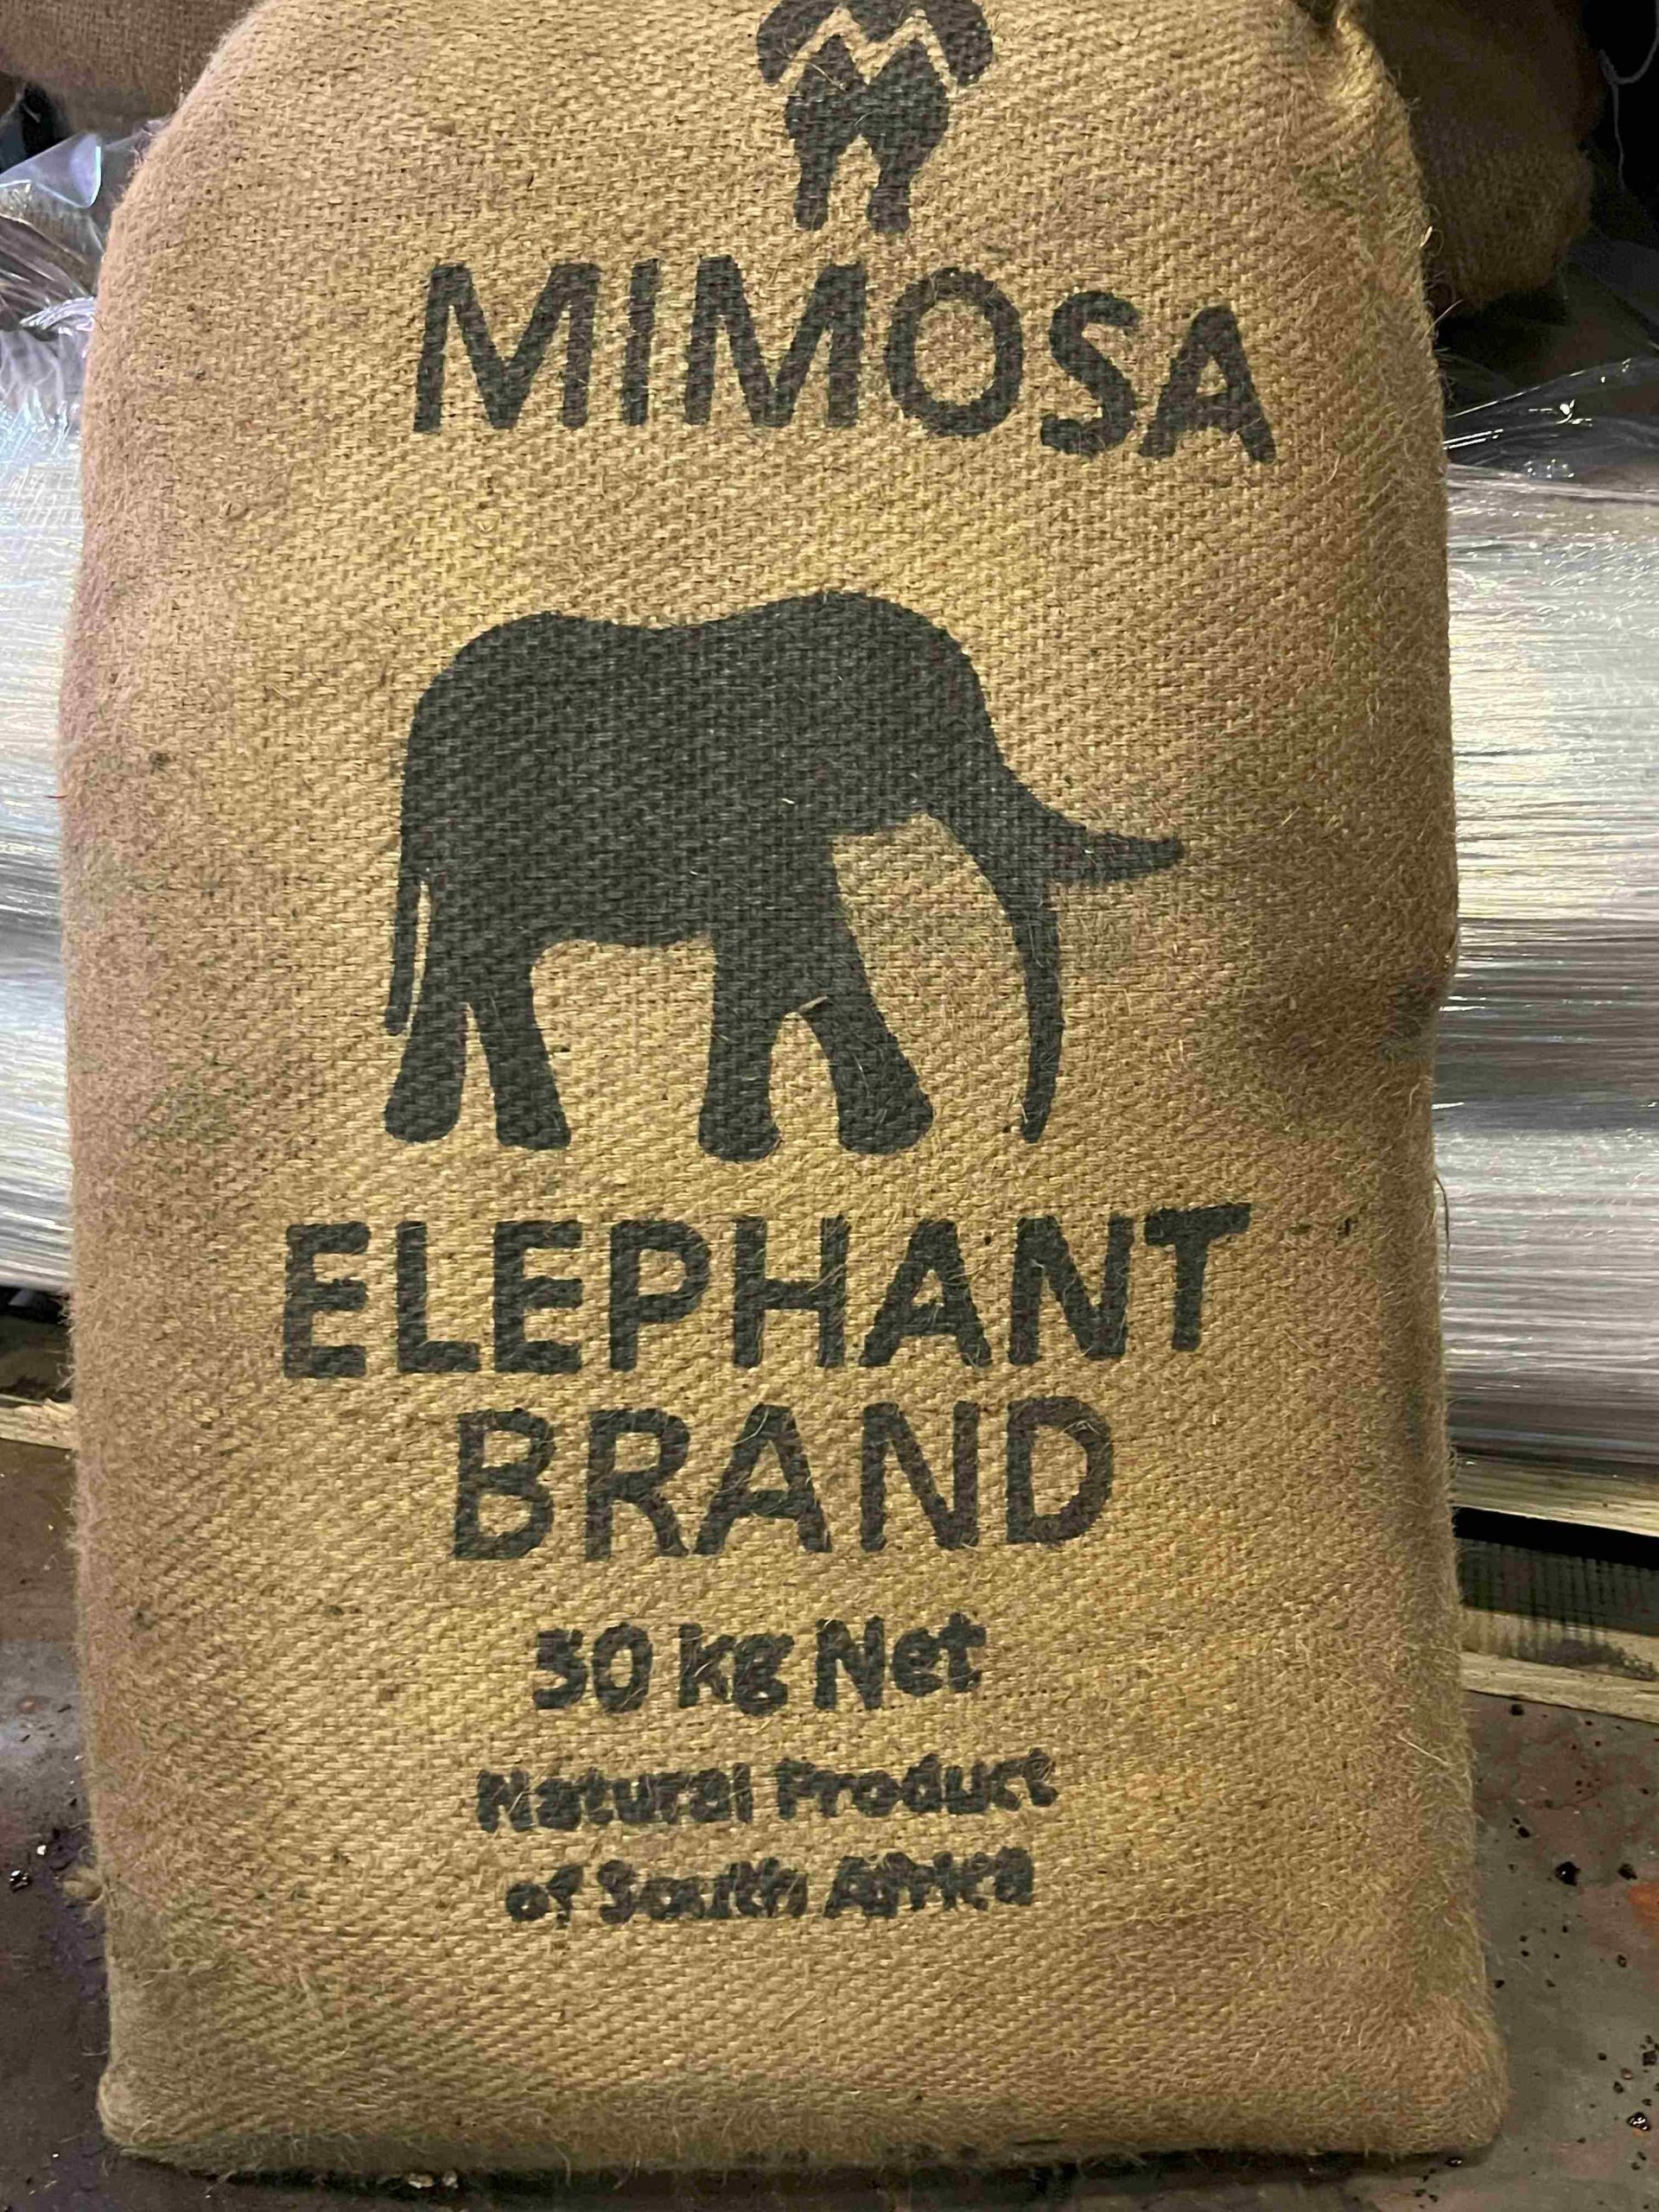 M
MIMOSA
ELEPHANT
BRAND
30 kg Net
Natural Product
of South Africa